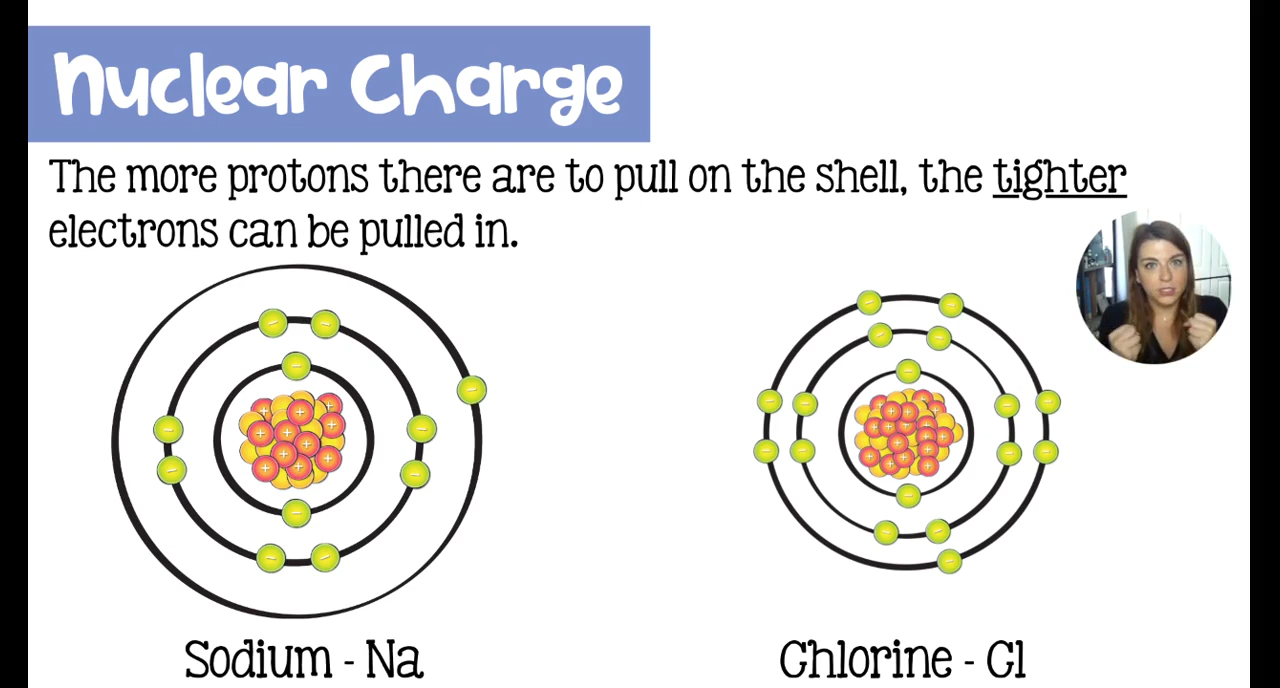 Nuclear Charge
The more protons there are to pull on the shell, the tighter
electrons can be pulled in.
Sodium - Na
Chlorine - Cl